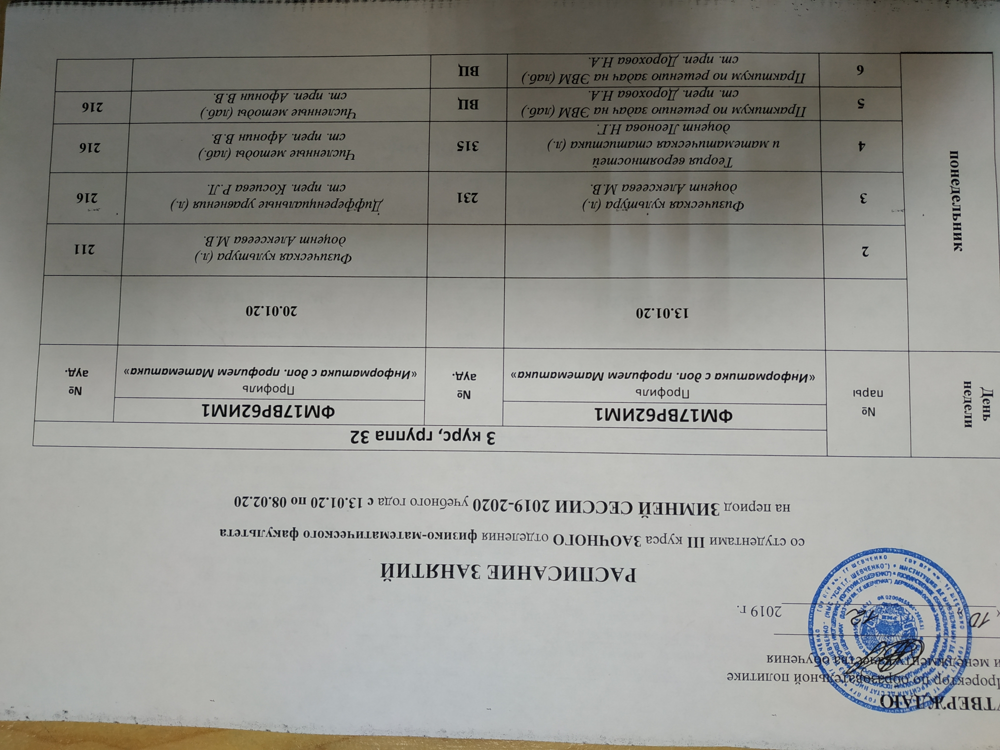 УТВЕРЖДАЮ
Проректор по образовательной политике
и менеджменту качества обучения
« 10 » 12 2019 г.
РАСПИСАНИЕ ЗАНЯТИЙ
со студентами III курса ЗАОЧНОГО отделения физико-математического факультета
на период ЗИМНЕЙ СЕССИИ 2019-2020 учебного года с 13.01.20 по 08.02.20
День
недели
№
пары
3 курс, группа 32
ФМ17ВР62ИМ1
Профиль
«Информатика с доп. профилем Математика»
№
ауд.
ФМ17ВР62ИМ1
Профиль
«Информатика с доп. профилем Математика»
№
ауд.
понедельник
13.01.20
20.01.20
2
Физическая культура (л.)
доцент Алексеева М.В.
211
3
Физическая культура (л.)
доцент Алексеева М.В.
231
Дифференциальные уравнения (л.)
ст. преп. Косиева Р.Л.
216
4
Теория вероятностей
и математическая статистика (л.)
доцент Леонова Н.Г.
315
Численные методы (лаб.)
ст. преп. Афонин В.В.
216
5
Практикум по решению задач на ЭВМ (лаб.)
ст. преп. Дорохова Н.А.
ВЦ
Численные методы (лаб.)
ст. преп. Афонин В.В.
216
6
Практикум по решению задач на ЭВМ (лаб.)
ст. преп. Дорохова Н.А.
ВЦ